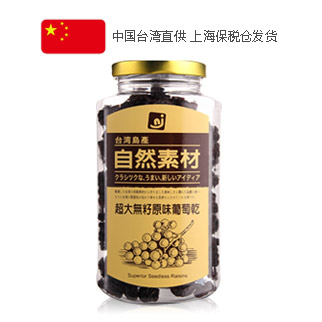 中国台湾直供 上海保税仓发货
ni
台湾島產
自然素材
クラシックな、うまい、新しいアイディア
超大無籽原味葡萄乾
Superior Seedless Raisins